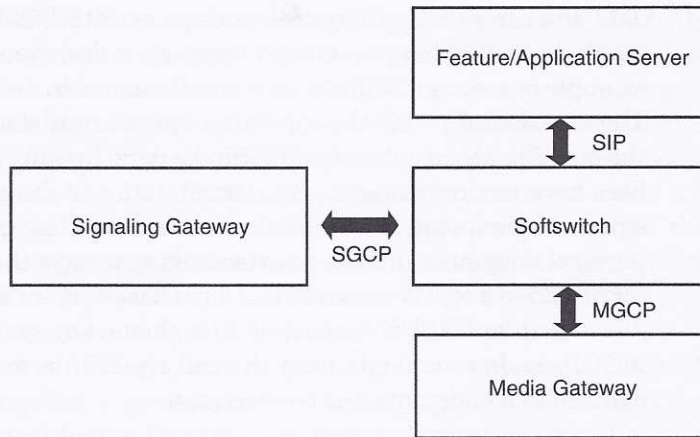 Feature/Application Server
SIP
Signaling Gateway
SGCP
Softswitch
MGCP
Media Gateway